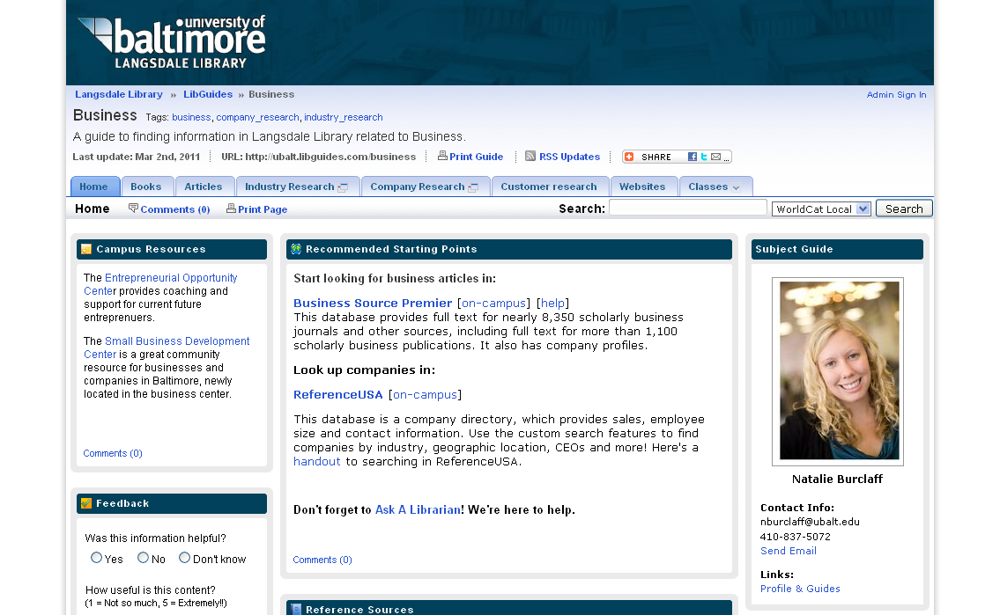 university of
baltimore
LANGSDALE LIBRARY
Langsdale Library » LibGuides » Business
Admin Sign In
Business Tags: business, company_research, industry_research
A guide to finding information in Langsdale Library related to Business.
Last update: Mar 2nd, 2011 URL: http://ubalt.libguides.com/business Print Guide RSS Updates SHARE ...
Home Books Articles Industry Research Company Research Customer research Websites Classes
Home Comments (0) Print Page Search: WorldCat Local Search
Campus Resources
The Entrepreneurial Opportunity
Center provides coaching and
support for current future
entreprenuers.
The Small Business Development
Center is a great community
resource for businesses and
companies in Baltimore, newly
located in the business center.
Comments (0)
Feedback
Was this information helpful?
Yes No Don't know
How useful is this content?
(1 = Not so much, 5 = Extremely!!)
Recommended Starting Points
Start looking for business articles in:
Business Source Premier [on-campus] [help]
This database provides full text for nearly 8,350 scholarly business
journals and other sources, including full text for more than 1,100
scholarly business publications. It also has company profiles.
Look up companies in:
ReferenceUSA [on-campus]
This database is a company directory, which provides sales, employee
size and contact information. Use the custom search features to find
companies by industry, geographic location, CEOs and more! Here's a
handout to searching in ReferenceUSA.
Don't forget to Ask A Librarian! We're here to help.
Comments (0)
Reference Sources
Subject Guide
Natalie Burclaff
Contact Info:
nburclaff@ubalt.edu
410-837-5072
Send Email
Links:
Profile & Guides